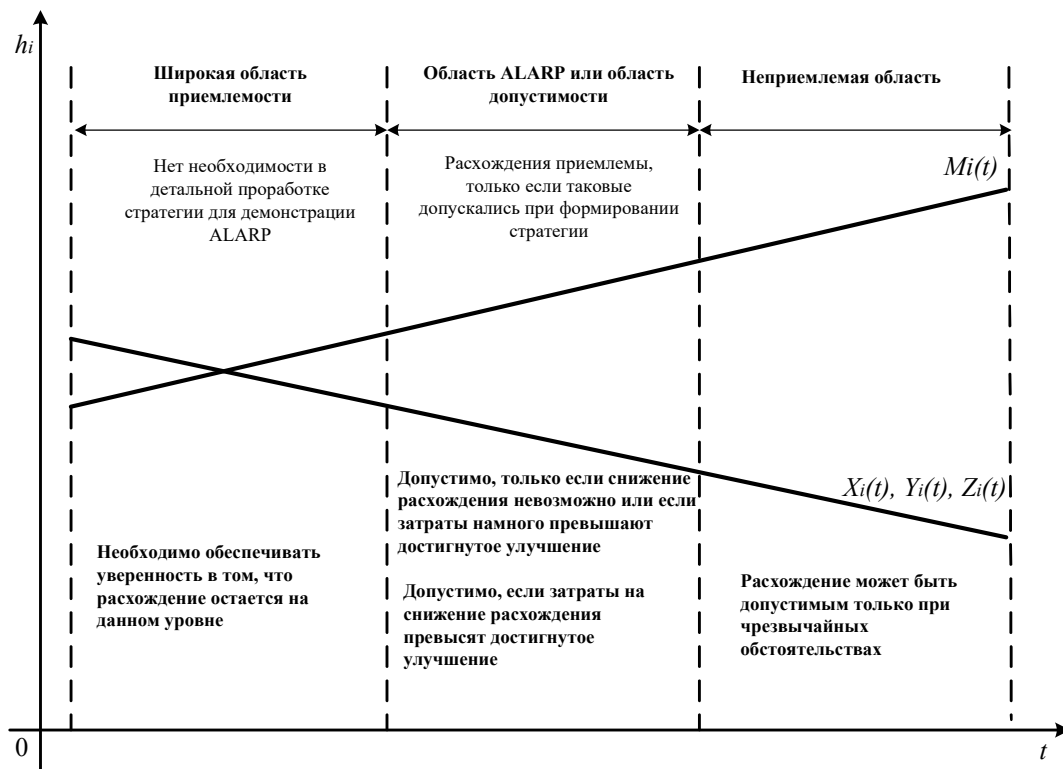 hi
Широкая область
приемлемости
Область ALARP или область
допустимости
Неприемлемая область
Нет необходимости в
детальной проработке
стратегии для демонстрации
ALARP
Расхождения приемлемы,
только если таковые
допускались при формировании
стратегии
Mi(t)
Xi(t), Yi(t), Zi(t)
Необходимо обеспечивать
уверенность в том, что
расхождение остается на
данном уровне
Допустимо, только если снижение
расхождения невозможно или если
затраты намного превышают
достигнутое улучшение
Допустимо, если затраты на
снижение расхождения
превысят достигнутое
улучшение
Расхождение может быть
допустимым только при
чрезвычайных
обстоятельствах
0
t